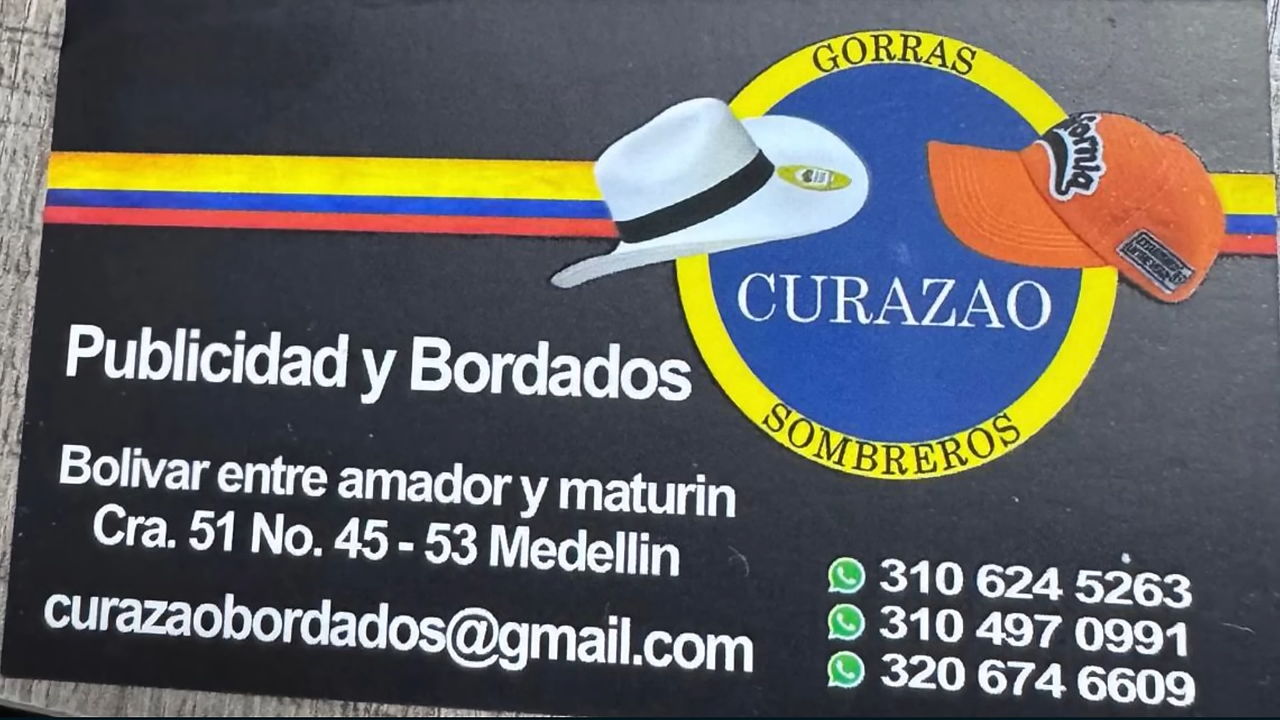 GORRAS
CURAZAO
SOMBREROS
Publicidad y Bordados
Bolivar entre amador y maturin
Cra. 51 No. 45 - 53 Medellin
curazaobordados@gmail.com
310 624 5263
310 497 0991
320 674 6609